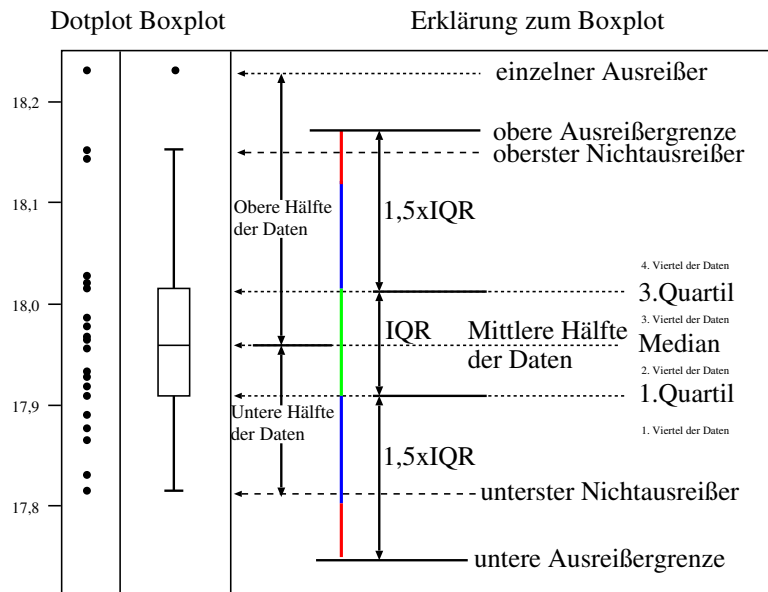 Dotplot Boxplot
Erklärung zum Boxplot
einzelner Ausreißer
18,2
obere Ausreißergrenze
oberster Nichtausreißer
18,1
Obere Hälfte
der Daten
1,5xIQR
4. Viertel der Daten
3.Quartil
18,0
3. Viertel der Daten
IQR
Mittlere Hälfte
der Daten
Median
2. Viertel der Daten
1.Quartil
17,9
Untere Hälfte
der Daten
1. Viertel der Daten
1,5xIQR
unterster Nichtausreißer
17,8
untere Ausreißergrenze